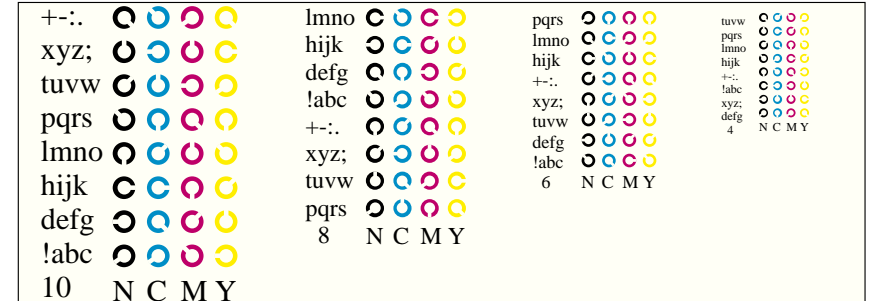 +-:.
xyz;
tuvw
pqrs
lmno
hijk
defg
!abc
10 N C M Y
lmno
hijk
defg
!abc
+-:.
xyz;
tuvw
pqrs
8 N C M Y
pqrs
lmno
hijk
+-:.
xyz;
tuvw
defg
!abc
6 N C M Y
tuvw
pqrs
lmno
hijk
+-:.
!abc
xyz;
defg
4 N C M Y